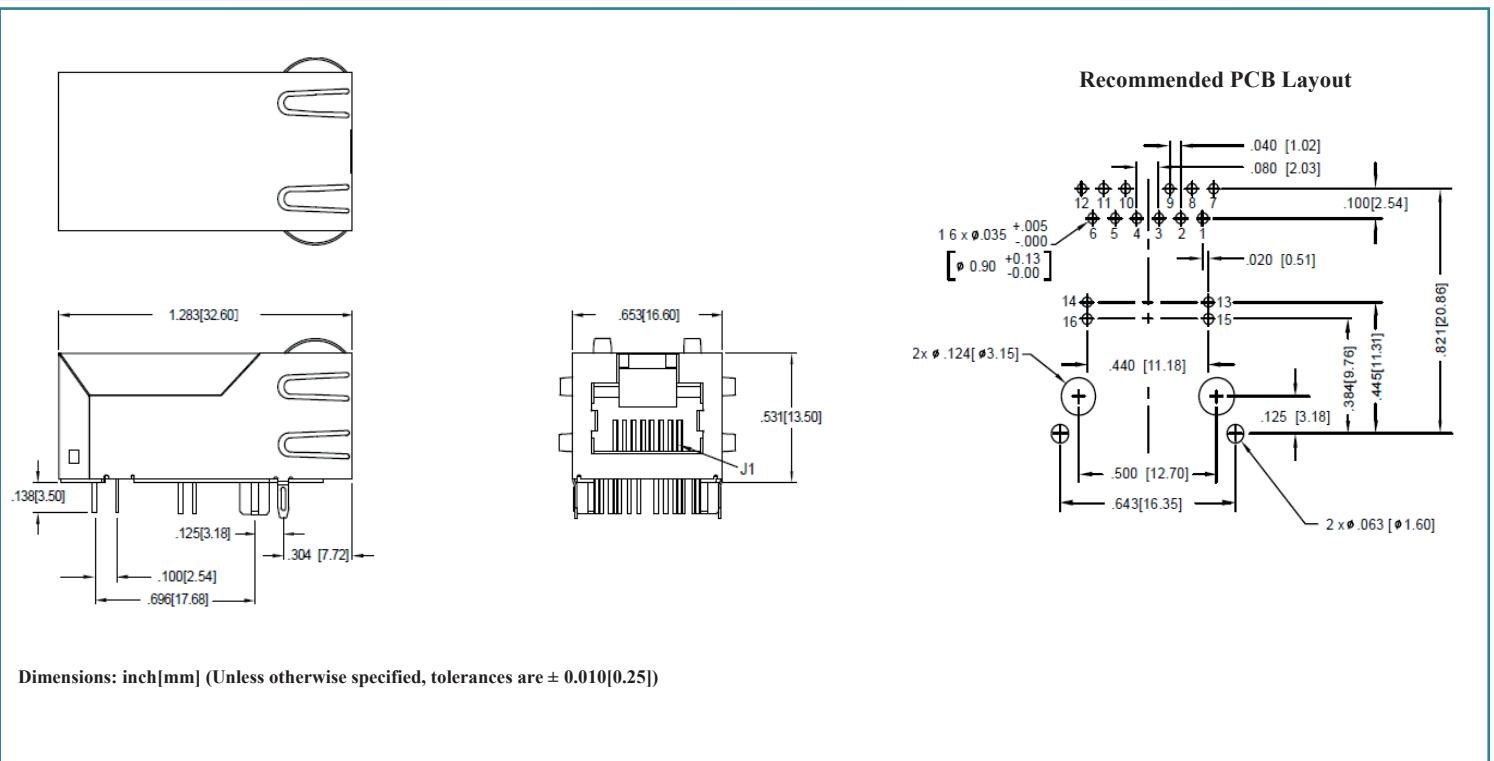 Recommended PCB Layout
.040 [1.02]
.080 [2.03]
12 11 10 9 8 7
.100[2.54]
6 5 4 3 2 1
1 6 x ø.035 +.005 -.000
[ ø 0.90 +0.13 -0.00 ]
.020 [0.51]
14 13
16 15
1.283[32.60]
.653[16.60]
2x ø .124[ ø3.15]
.440 [11.18]
.384[9.76]
.445[11.31]
.821[20.86]
.531[13.50]
.125 [3.18]
J1
.138[3.50]
.500 [12.70]
.643[16.35]
2 x ø .063 [ ø1.60]
.125[3.18]
.304 [7.72]
.100[2.54]
.696[17.68]
Dimensions: inch[mm] (Unless otherwise specified, tolerances are ± 0.010[0.25])